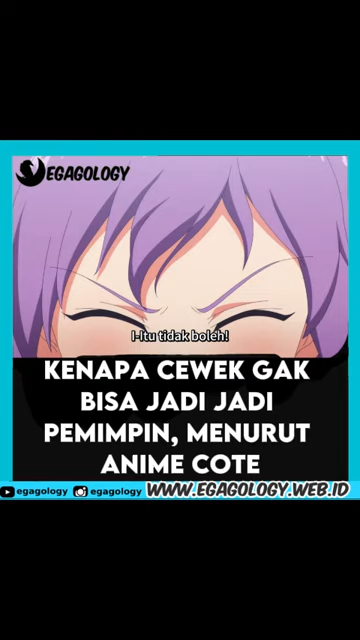 EGAGOLOGY
I-Itu tidak boleh!
KENAPA CEWEK GAK
BISA JADI JADI
PEMIMPIN, MENURUT
ANIME COTE
egagology egagology WWW.EGAGOLOGY.WEB.ID